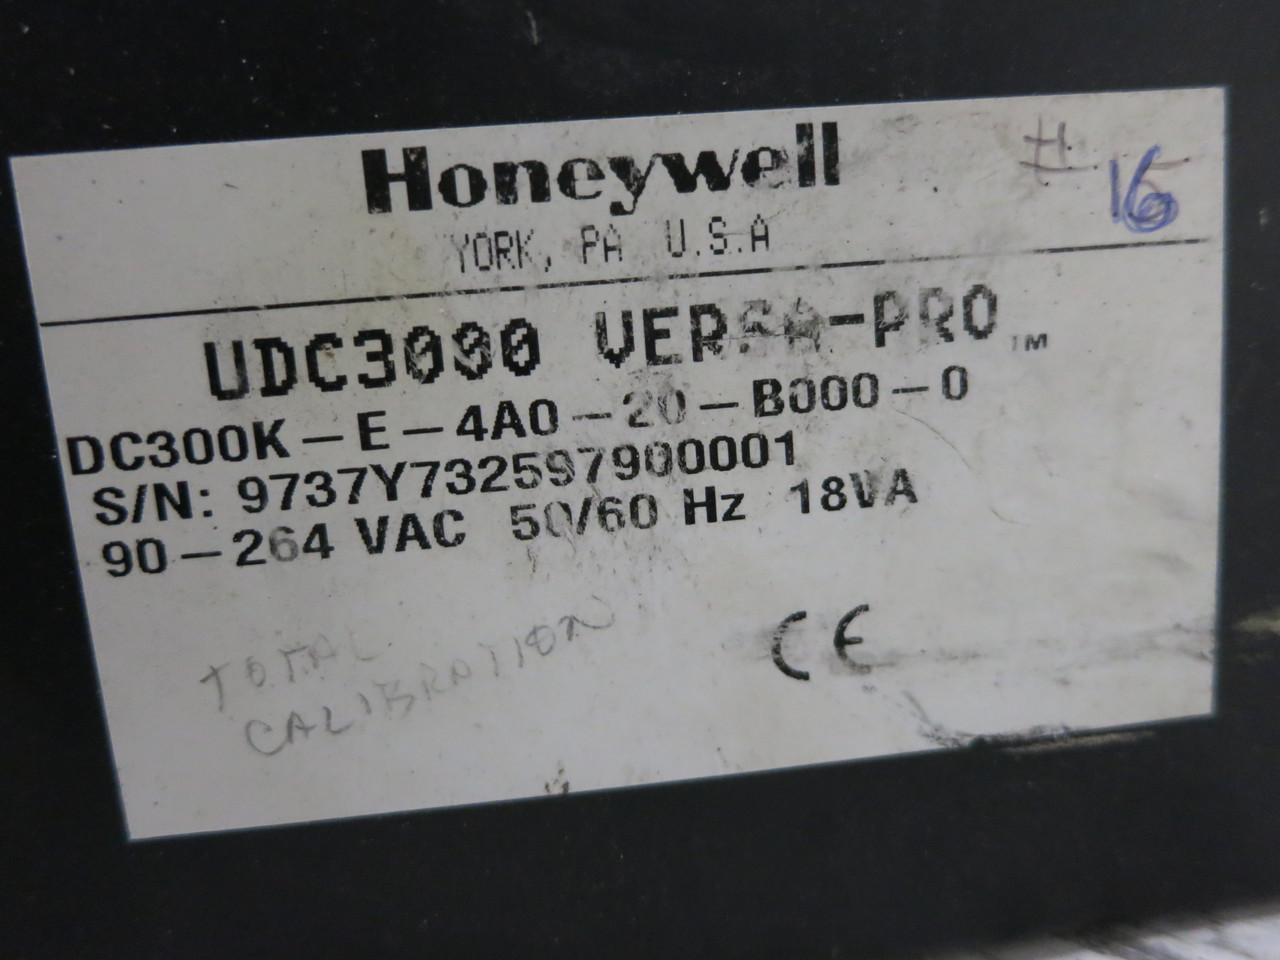 Honeywell
# 16
YORK, PA U.S.A
UDC3000 VERSA-PRO™
DC300K-E-4A0-20-B000-0
S/N: 9737Y732597900001
90-264 VAC 50/60 Hz 18VA
CE
TOTAL
CALIBRATION